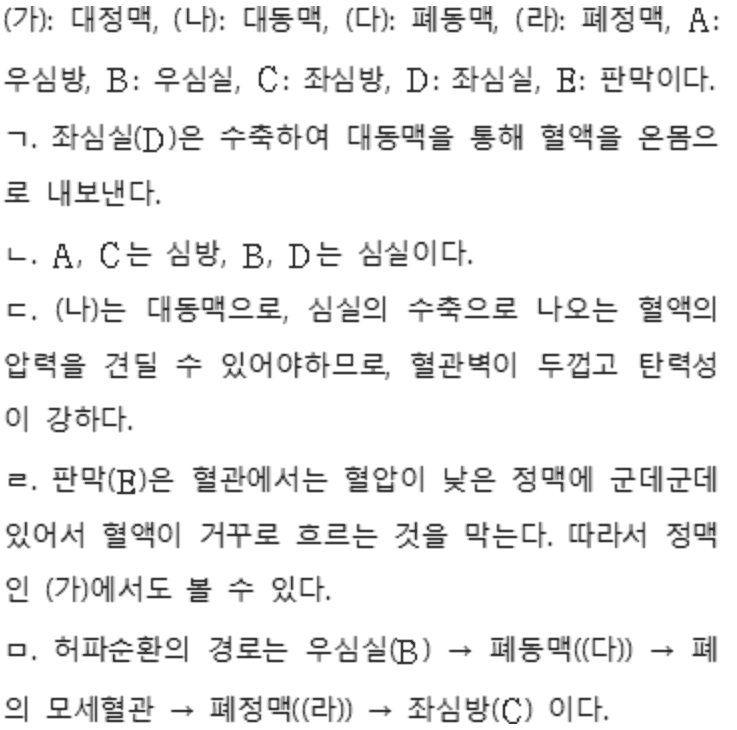 (가): 대정맥, (나): 대동맥, (다): 폐동맥, (라): 폐정맥, A:
우심방, B: 우심실, C: 좌심방, D: 좌심실, E: 판막이다.
ㄱ. 좌심실(D)은 수축하여 대동맥을 통해 혈액을 온몸으
로 내보낸다.
ㄴ. A, C는 심방, B, D는 심실이다.
ㄷ. (나)는 대동맥으로, 심실의 수축으로 나오는 혈액의
압력을 견딜 수 있어야하므로, 혈관벽이 두껍고 탄력성
이 강하다.
ㄹ. 판막(E)은 혈관에서는 혈압이 낮은 정맥에 군데군데
있어서 혈액이 거꾸로 흐르는 것을 막는다. 따라서 정맥
인 (가)에서도 볼 수 있다.
ㅁ. 허파순환의 경로는 우심실(B) → 폐동맥((다)) → 폐
의 모세혈관 → 폐정맥((라)) → 좌심방(C) 이다.